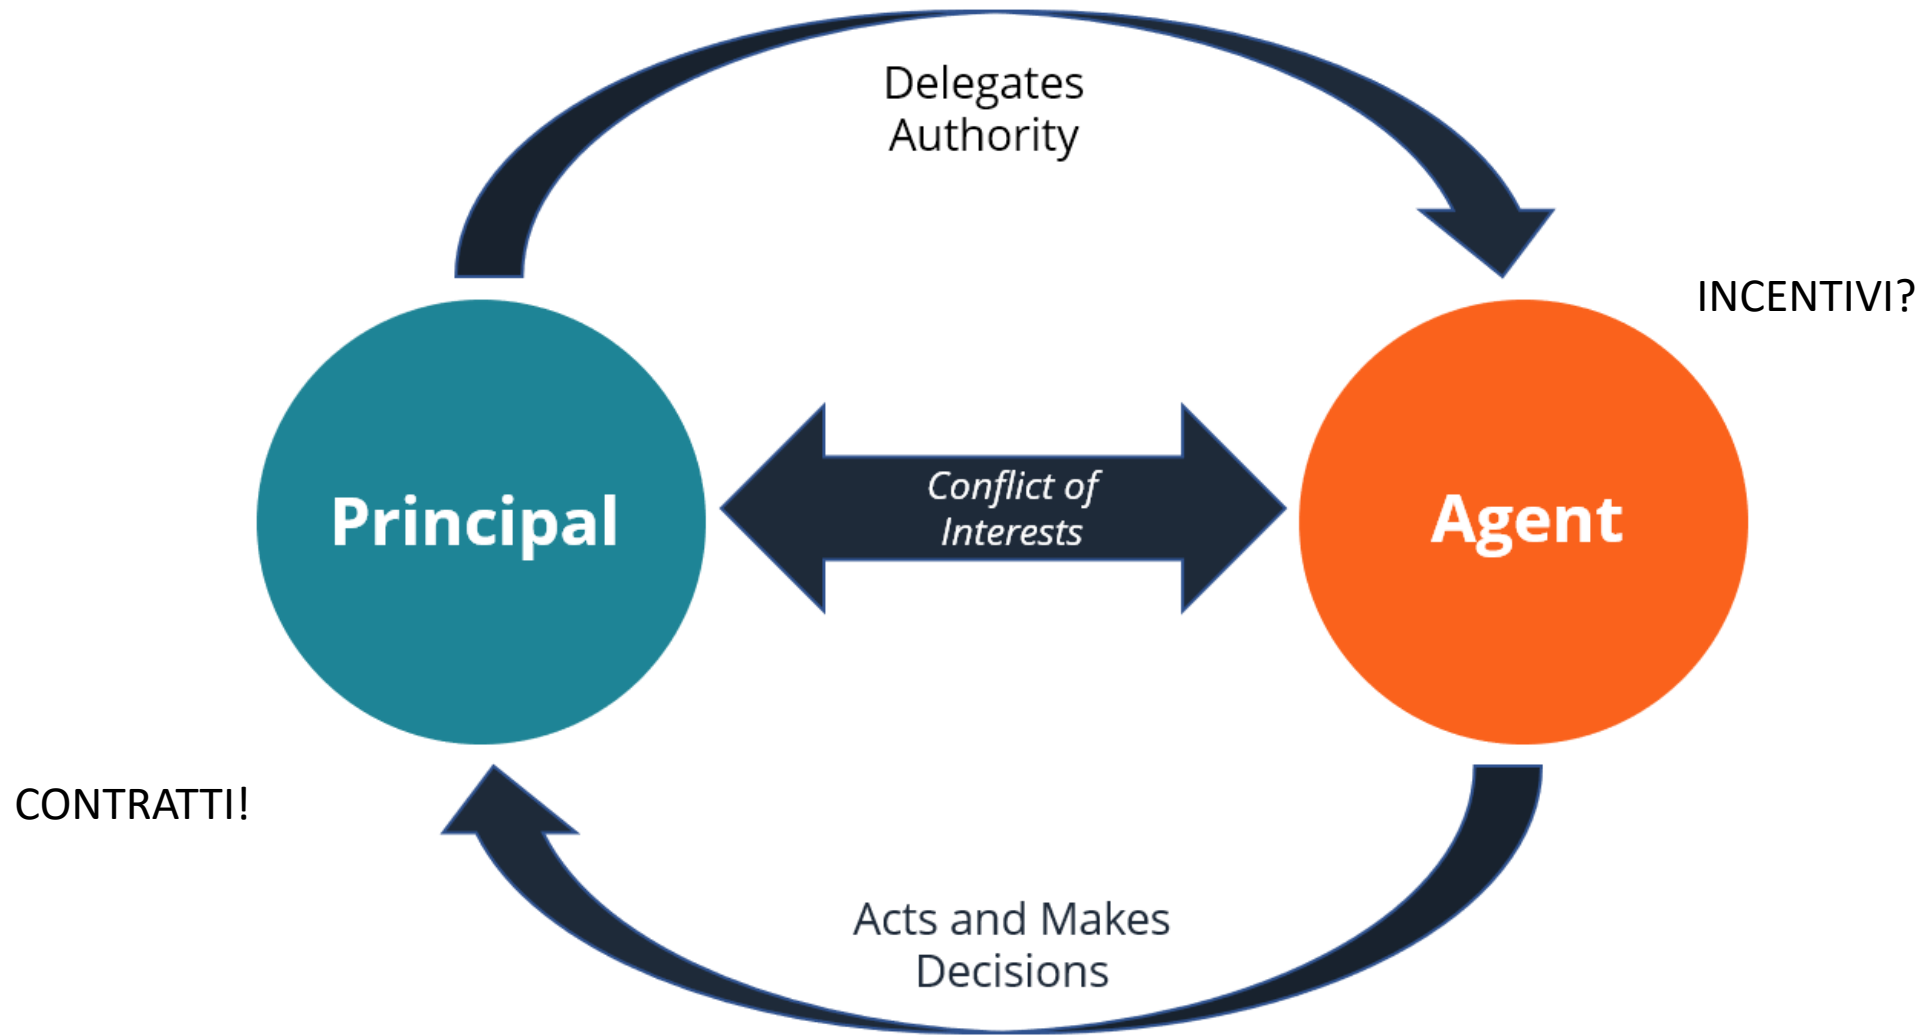 Delegates
Authority
INCENTIVI?
Conflict of
Interests
Principal
Agent
CONTRATTI!
Acts and Makes
Decisions